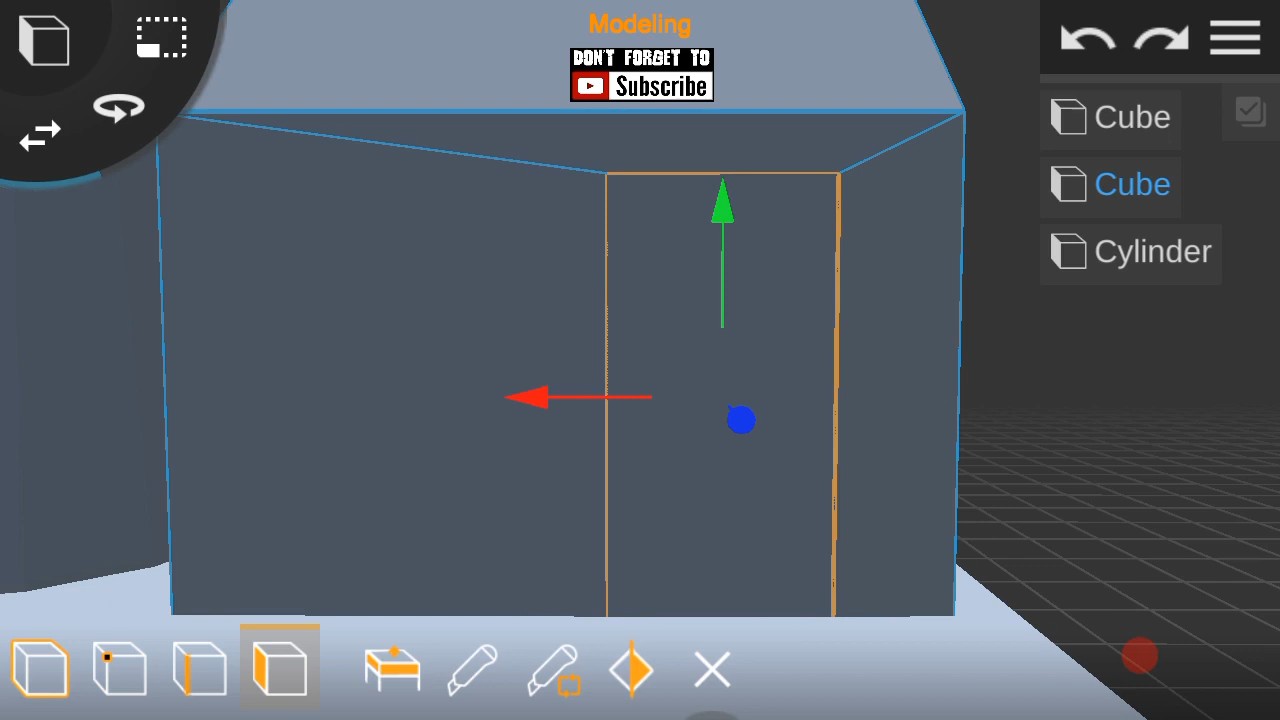 Modeling
DON'T FORGET TO
Subscribe
Cube
Cube
Cylinder